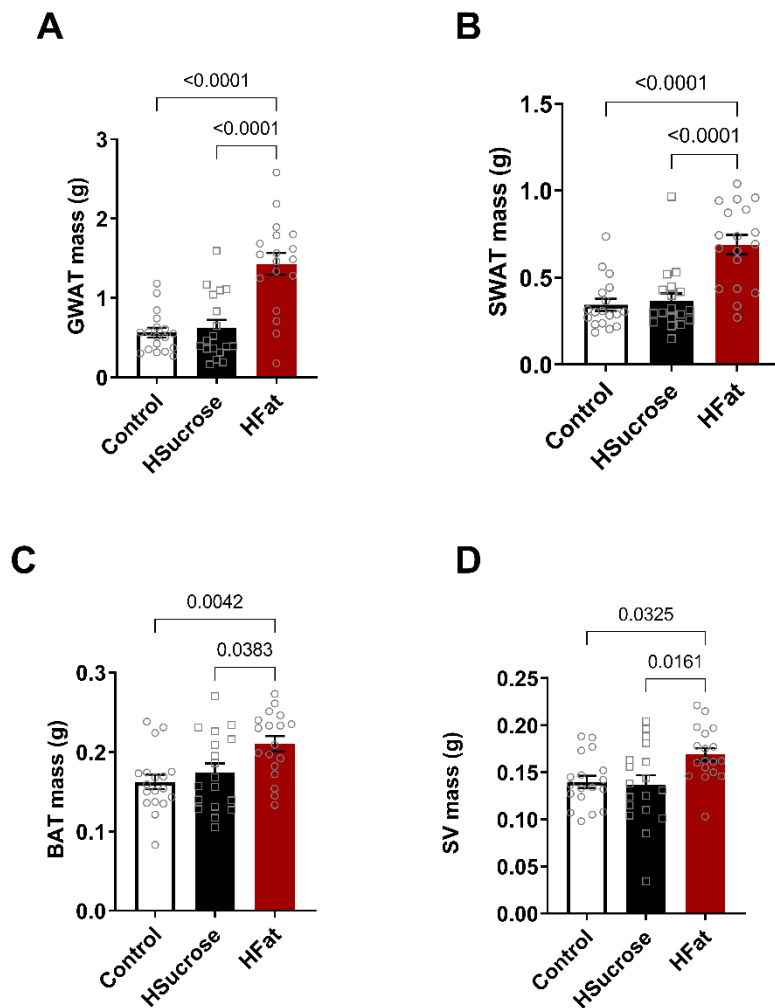 A
<0.0001
<0.0001
GWAT mass (g)
3
2
1
0
Control
HSucrose
HFat
B
<0.0001
<0.0001
SWAT mass (g)
1.5
1.0
0.5
0.0
Control
HSucrose
HFat
C
0.0042
0.0383
BAT mass (g)
0.3
0.2
0.1
0.0
Control
HSucrose
HFat
D
0.0325
0.0161
SV mass (g)
0.25
0.20
0.15
0.10
0.05
0.00
Control
HSucrose
HFat